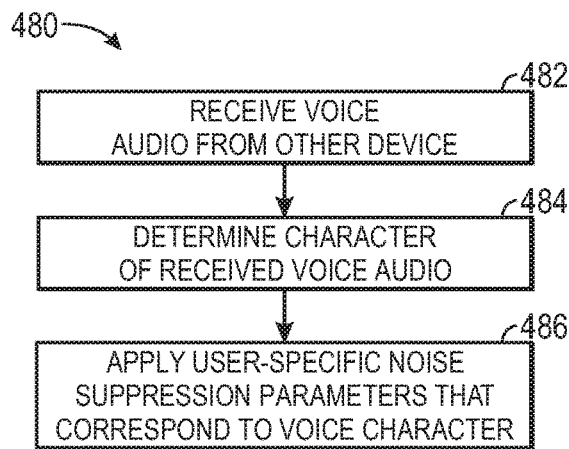 480
482
RECEIVE VOICE
AUDIO FROM OTHER DEVICE
484
DETERMINE CHARACTER
OF RECEIVED VOICE AUDIO
486
APPLY USER-SPECIFIC NOISE
SUPPRESSION PARAMETERS THAT
CORRESPOND TO VOICE CHARACTER